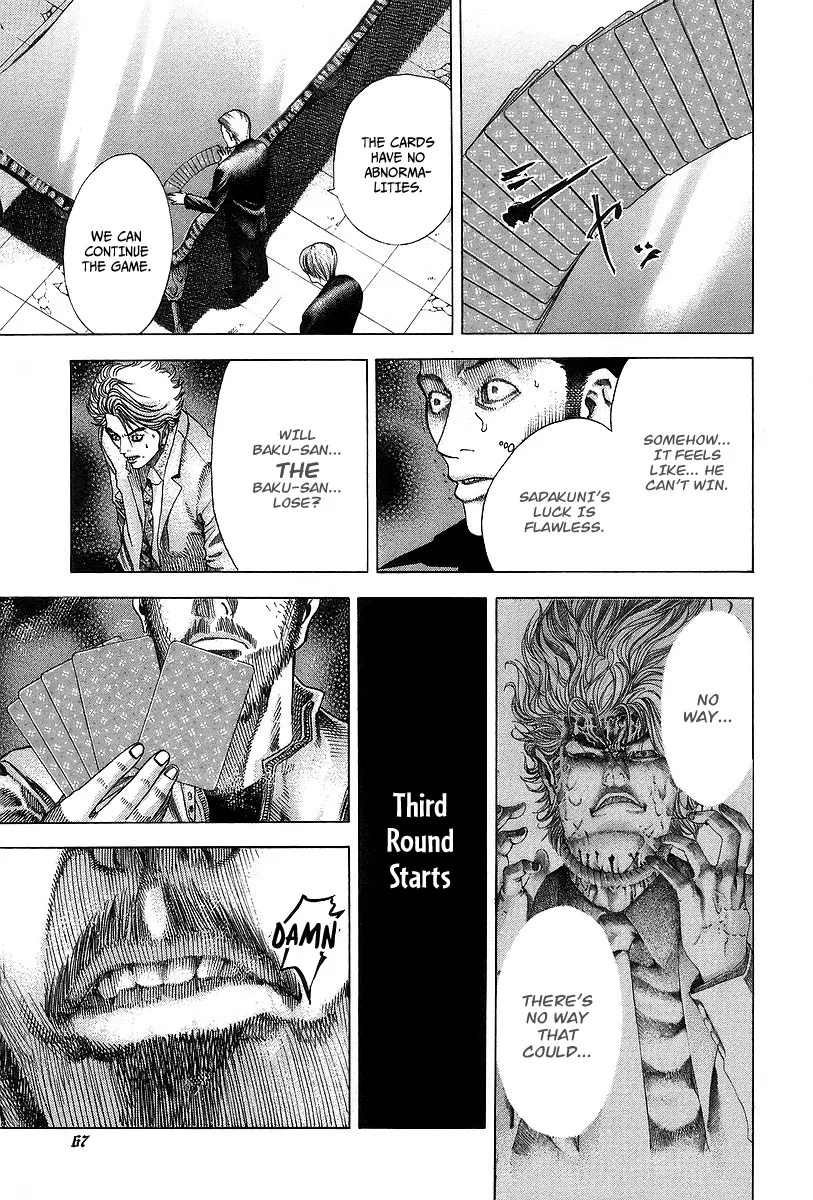 THE CARDS
HAVE NO
ABNORMA-
LITIES.
WE CAN
CONTINUE
THE GAME.
SOMEHOW...
IT FEELS
LIKE... HE
CAN'T WIN.
SADAKUNI'S
LUCK IS
FLAWLESS.
WILL
BAKU-SAN...
THE
BAKU-SAN...
LOSE?
NO
WAY...
THERE'S
NO WAY
THAT
COULD...
Third
Round
Starts
DAMN
67